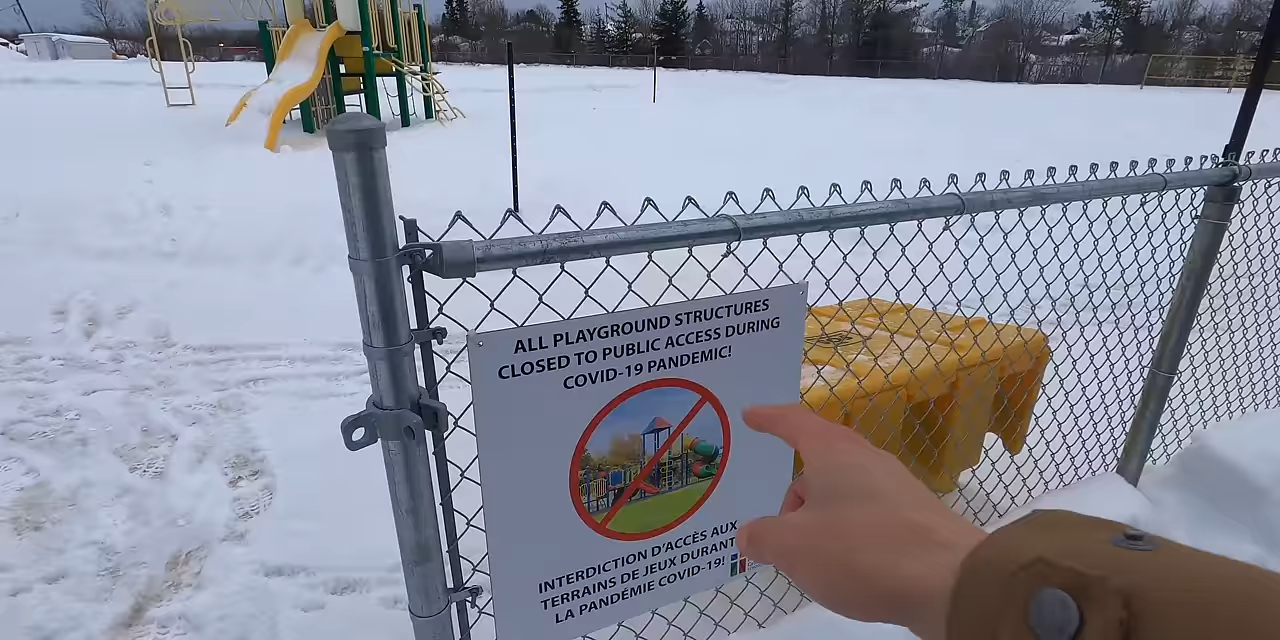 ALL PLAYGROUND STRUCTURES
CLOSED TO PUBLIC ACCESS DURING
COVID-19 PANDEMIC!
INTERDICTION D'ACCÈS AUX
TERRAINS DE JEUX DURANT
LA PANDÉMIE COVID-19!